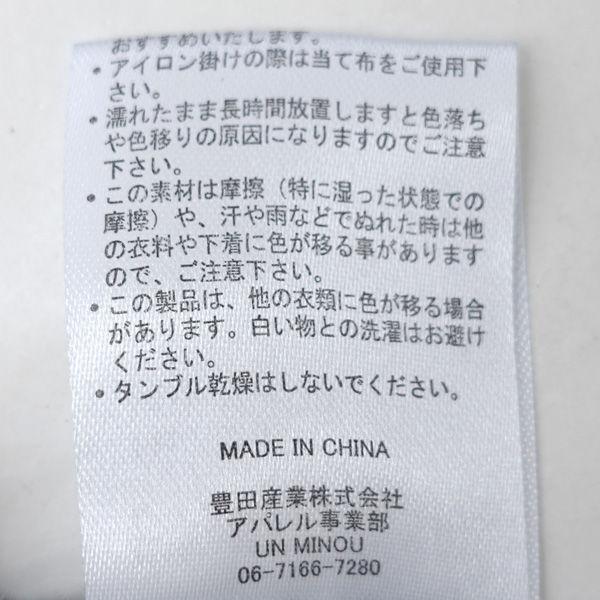 おすすめいたします。
・アイロン掛けの際は当て布をご使用下
さい。
・濡れたまま長時間放置しますと色落ち
や色移りの原因になりますのでご注意
下さい。
・この素材は摩擦（特に湿った状態での
摩擦）や、汗や雨などでぬれた時は他
の衣料や下着に色が移る事があります
ので、ご注意下さい。
・この製品は、他の衣類に色が移る場合
があります。白い物との洗濯はお避け
ください。
・タンブル乾燥はしないでください。
MADE IN CHINA
豊田産業株式会社
アパレル事業部
UN MINOU
06-7166-7280